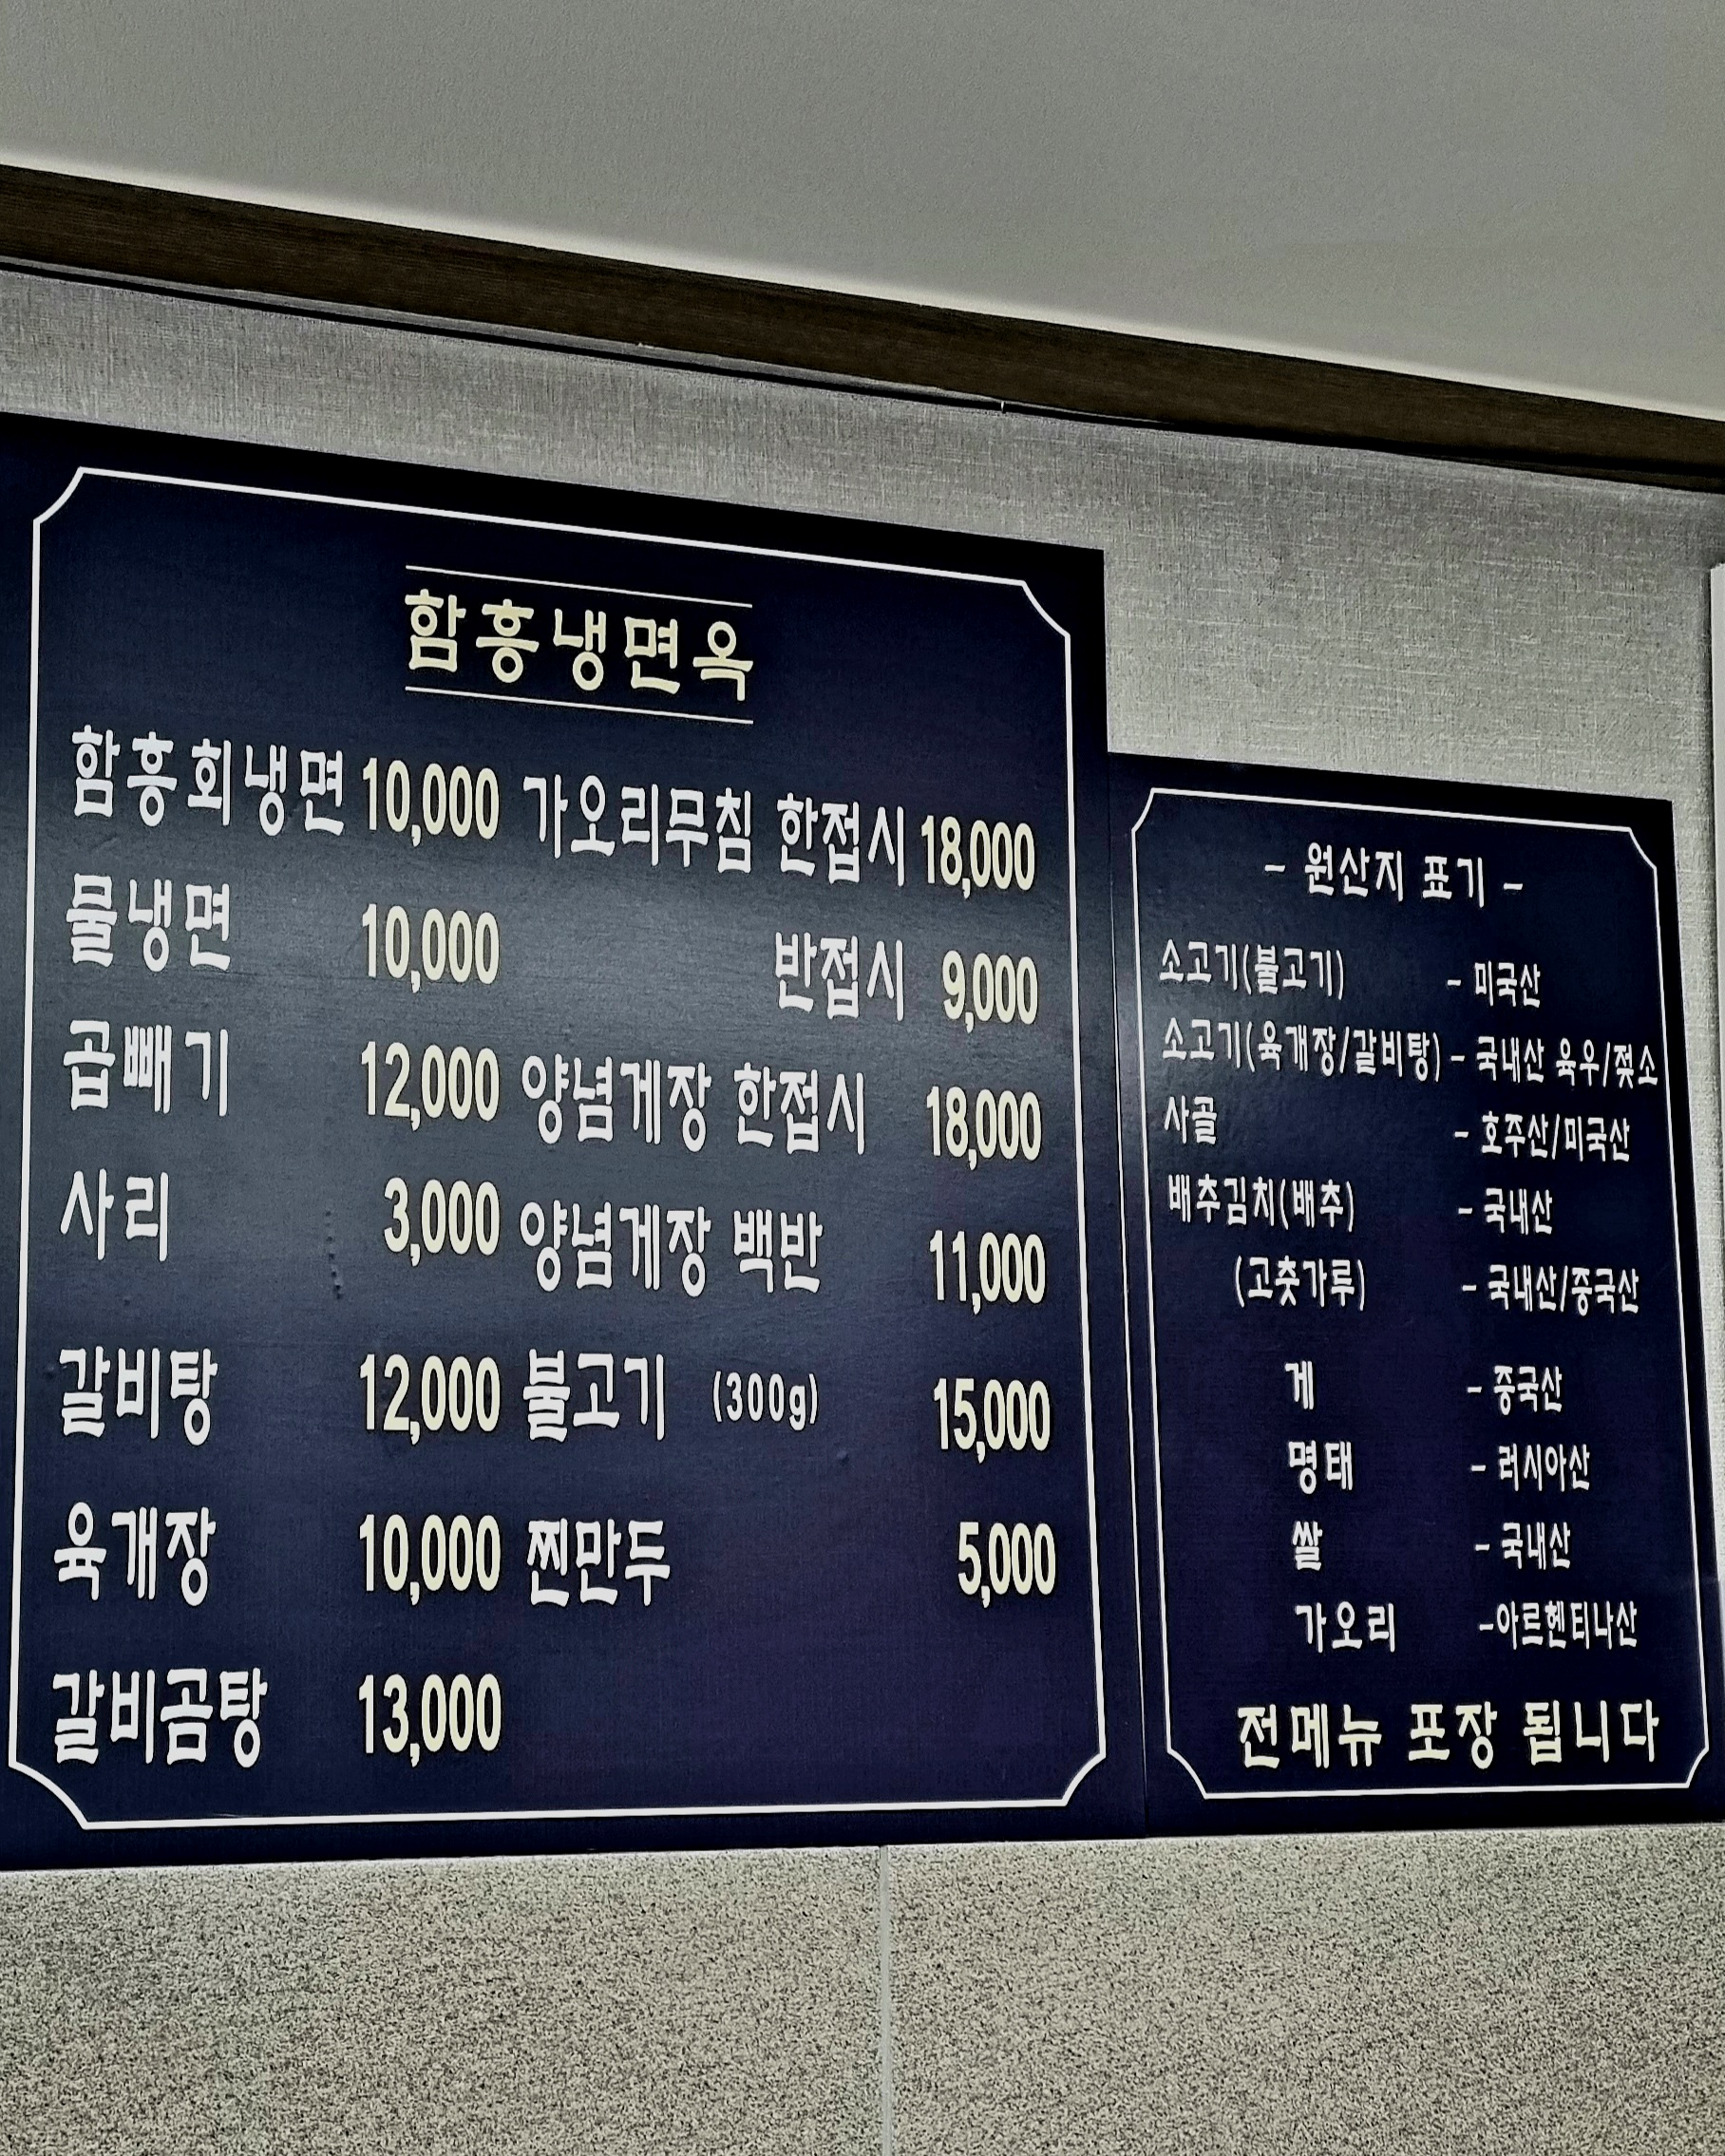 함흥냉면옥
함흥회냉면 10,000 가오리무침 한접시 18,000
물냉면 10,000 반접시 9,000
곱빼기 12,000 양념게장 한접시 18,000
사리 3,000 양념게장 백반 11,000
갈비탕 12,000 불고기 (300g) 15,000
육개장 10,000 찐만두 5,000
갈비곰탕 13,000
- 원산지 표기 -
소고기(불고기) - 미국산
소고기(육개장/갈비탕) - 국내산 육우/젖소
사골 - 호주산/미국산
배추김치(배추) - 국내산
(고춧가루) - 국내산/중국산
게 - 중국산
명태 - 러시아산
쌀 - 국내산
가오리 -아르헨티나산
전메뉴 포장 됩니다